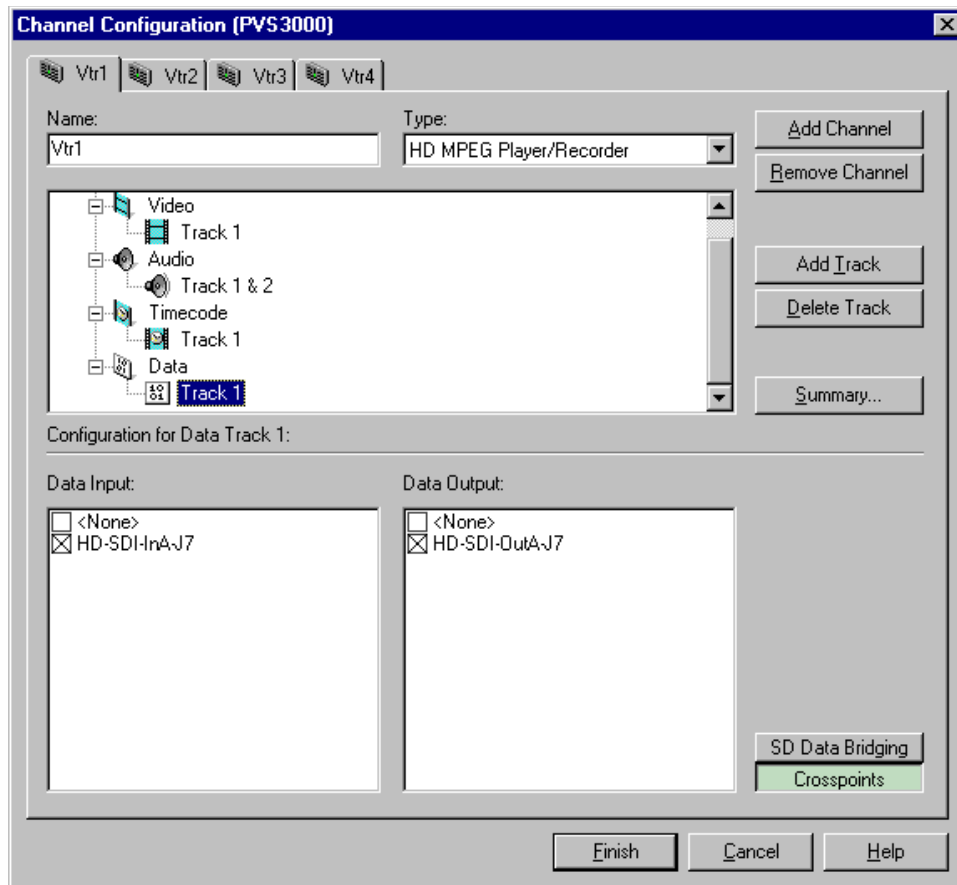 Channel Configuration (PVS3000)
Vtr1 Vtr2 Vtr3 Vtr4
Name: Type:
Vtr1 HD MPEG Player/Recorder
Add Channel
Remove Channel
Video
Track 1
Audio
Track 1 & 2
Timecode
Track 1
Data
Track 1
Add Track
Delete Track
Summary...
Configuration for Data Track 1:
Data Input: Data Output:
<None> <None>
HD-SDI-InA-J7 HD-SDI-OutA-J7
SD Data Bridging
Crosspoints
Finish Cancel Help